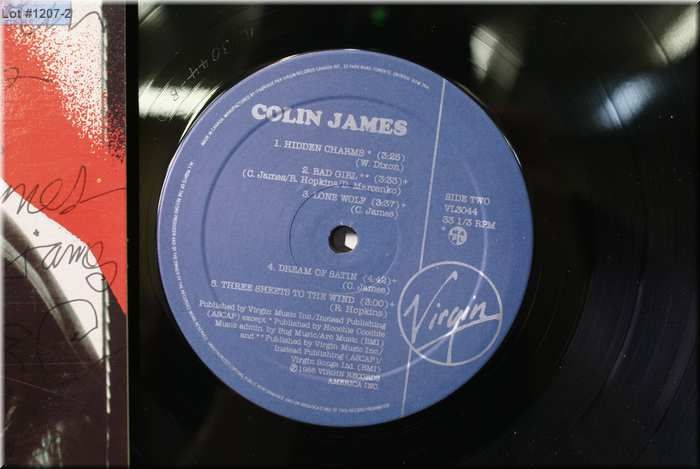 Lot #1207-2
COLIN JAMES
1. HIDDEN CHARMS * (3:25)
(W. Dixon)
2. BAD GIRL ** (3:33)+
(C. James/R. Hopkins/D. Mercenko)
3. LONE WOLF (3:37)+
(C. James)
SIDE TWO
VL3044
33 1/3 RPM
4. DREAM OF SATIN (4:42)+
(C. James)
5. THREE SHEETS TO THE WIND (3:00)+
(R. Hopkins)
Published by Virgin Music Inc/Instead Publishing
(ASCAP) except * Published by Hoochie Coochie
Music admin. by Bug Music/Arc Music (BMI)
and ** Published by Virgin Music Inc/
Instead Publishing (ASCAP)/
Virgin Songs Ltd. (BMI)
©1988 VIRGIN RECORDS
AMERICA INC.
Virgin